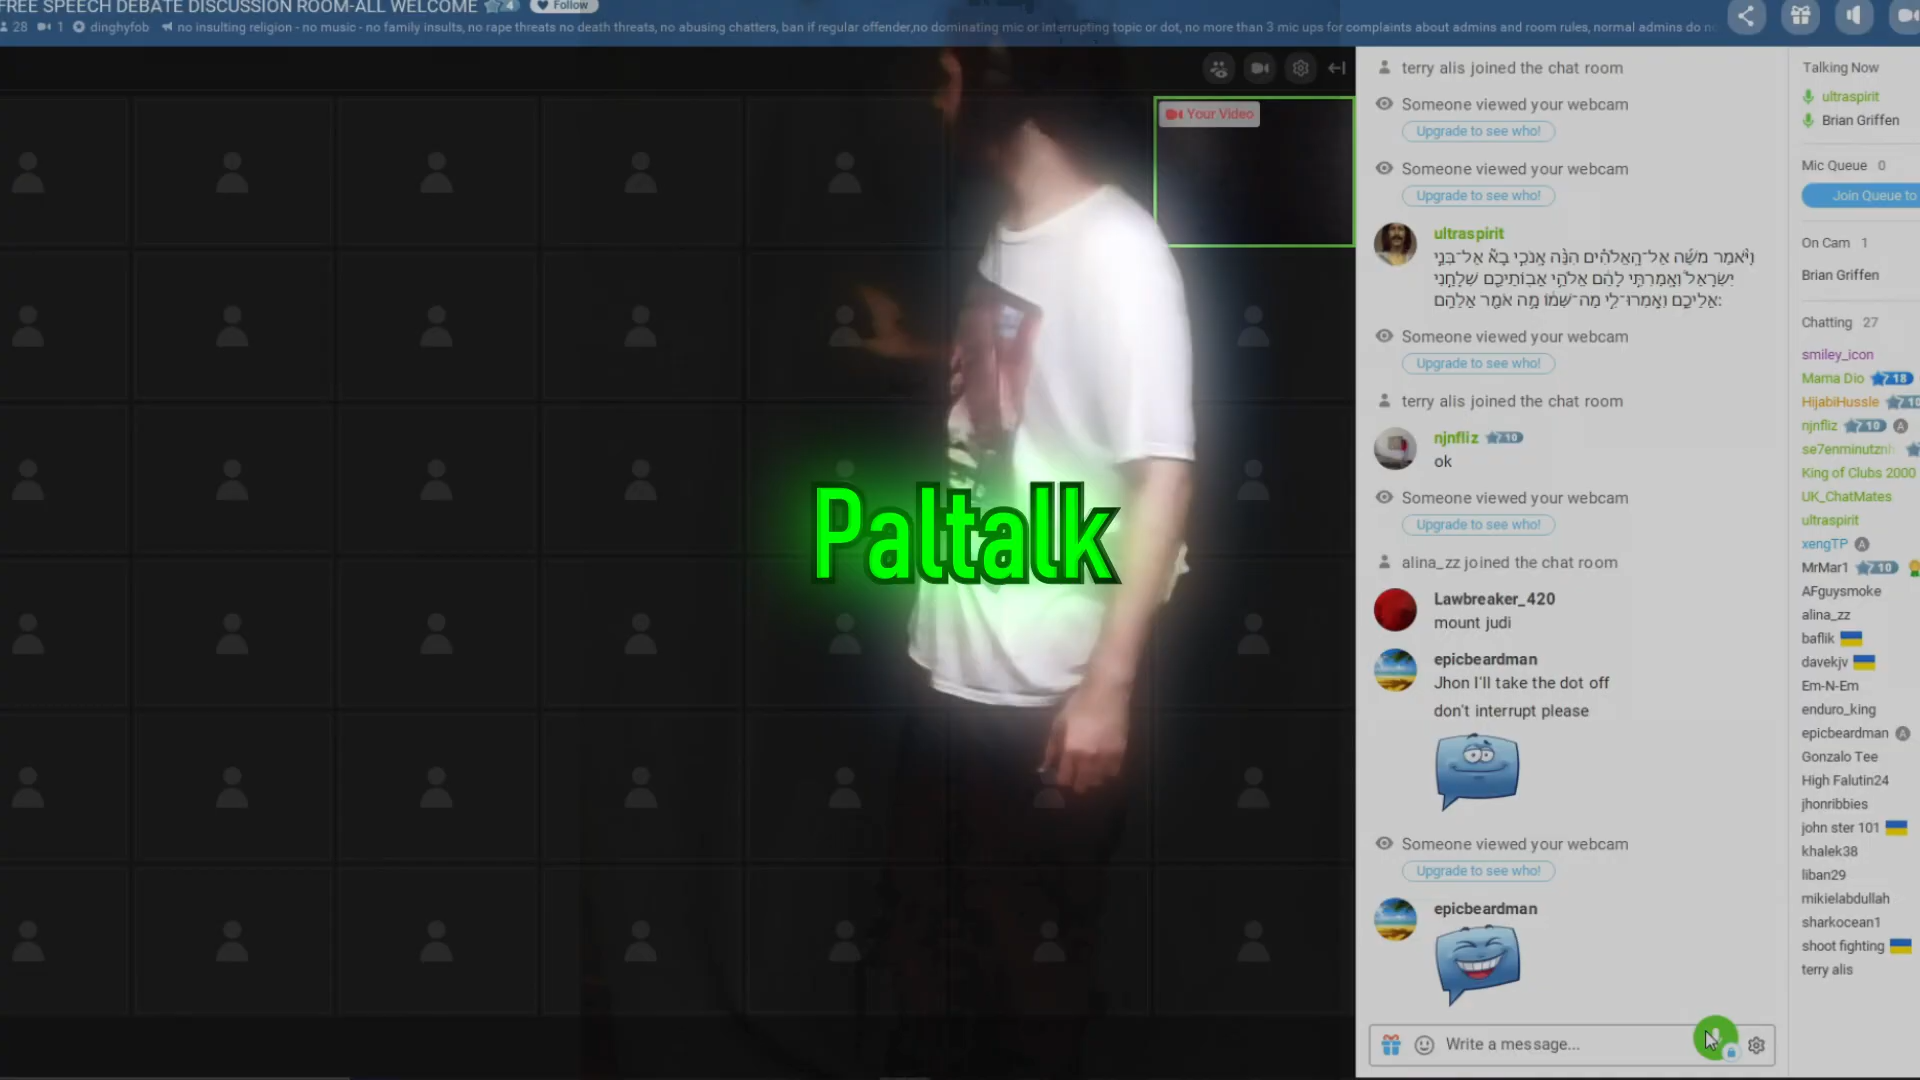 FREE SPEECH DEBATE DISCUSSION ROOM-ALL WELCOME 4 Follow
28 1 dinghyfob no insulting religion - no music - no family insults, no rape threats no death threats, no abusing chatters, ban if regular offender,no dominating mic or interrupting topic or dot, no more than 3 mic ups for complaints about admins and room rules, normal admins do
Your Video
Paltalk
terry alis joined the chat room
Someone viewed your webcam
Upgrade to see who!
Someone viewed your webcam
Upgrade to see who!
ultraspirit
וַיֹּ֨אמֶר מֹשֶׁ֜ה אֶל־הָֽאֱלֹהִ֗ים הִנֵּ֨ה אָֽנֹכִ֣י בָא֮ אֶל־בְּנֵ֣י
יִשְׂרָאֵל֒ וְאָֽמַרְתִּ֣י לָהֶ֔ם אֱלֹהֵ֥י אֲבֽוֹתֵיכֶ֖ם שְׁלָחַ֣נִי
אֲלֵיכֶ֑ם וְאָֽמְרוּ־לִ֣י מַה־שְּׁמ֔וֹ מָ֥ה אֹמַ֖ר אֲלֵהֶֽם׃
Someone viewed your webcam
Upgrade to see who!
terry alis joined the chat room
njnfliz 10
ok
Someone viewed your webcam
Upgrade to see who!
alina_zz joined the chat room
Lawbreaker_420
mount judi
epicbeardman
Jhon I'll take the dot off
don't interrupt please
Someone viewed your webcam
Upgrade to see who!
epicbeardman
Write a message...
Talking Now
ultraspirit
Brian Griffen
Mic Queue 0
Join Queue to
On Cam 1
Brian Griffen
Chatting 27
smiley_icon
Mama Dio 18
HijabiHussle 10
njnfliz 10 A
se7enminutzn
King of Clubs 2000
UK_ChatMates
ultraspirit
xengTP A
MrMar1 10
AFguysmoke
alina_zz
baflik
davekjv
Em-N-Em
enduro_king
epicbeardman A
Gonzalo Tee
High Falutin24
jhonribbies
john ster 101
khalek38
liban29
mikielabdullah
sharkocean1
shoot fighting
terry alis